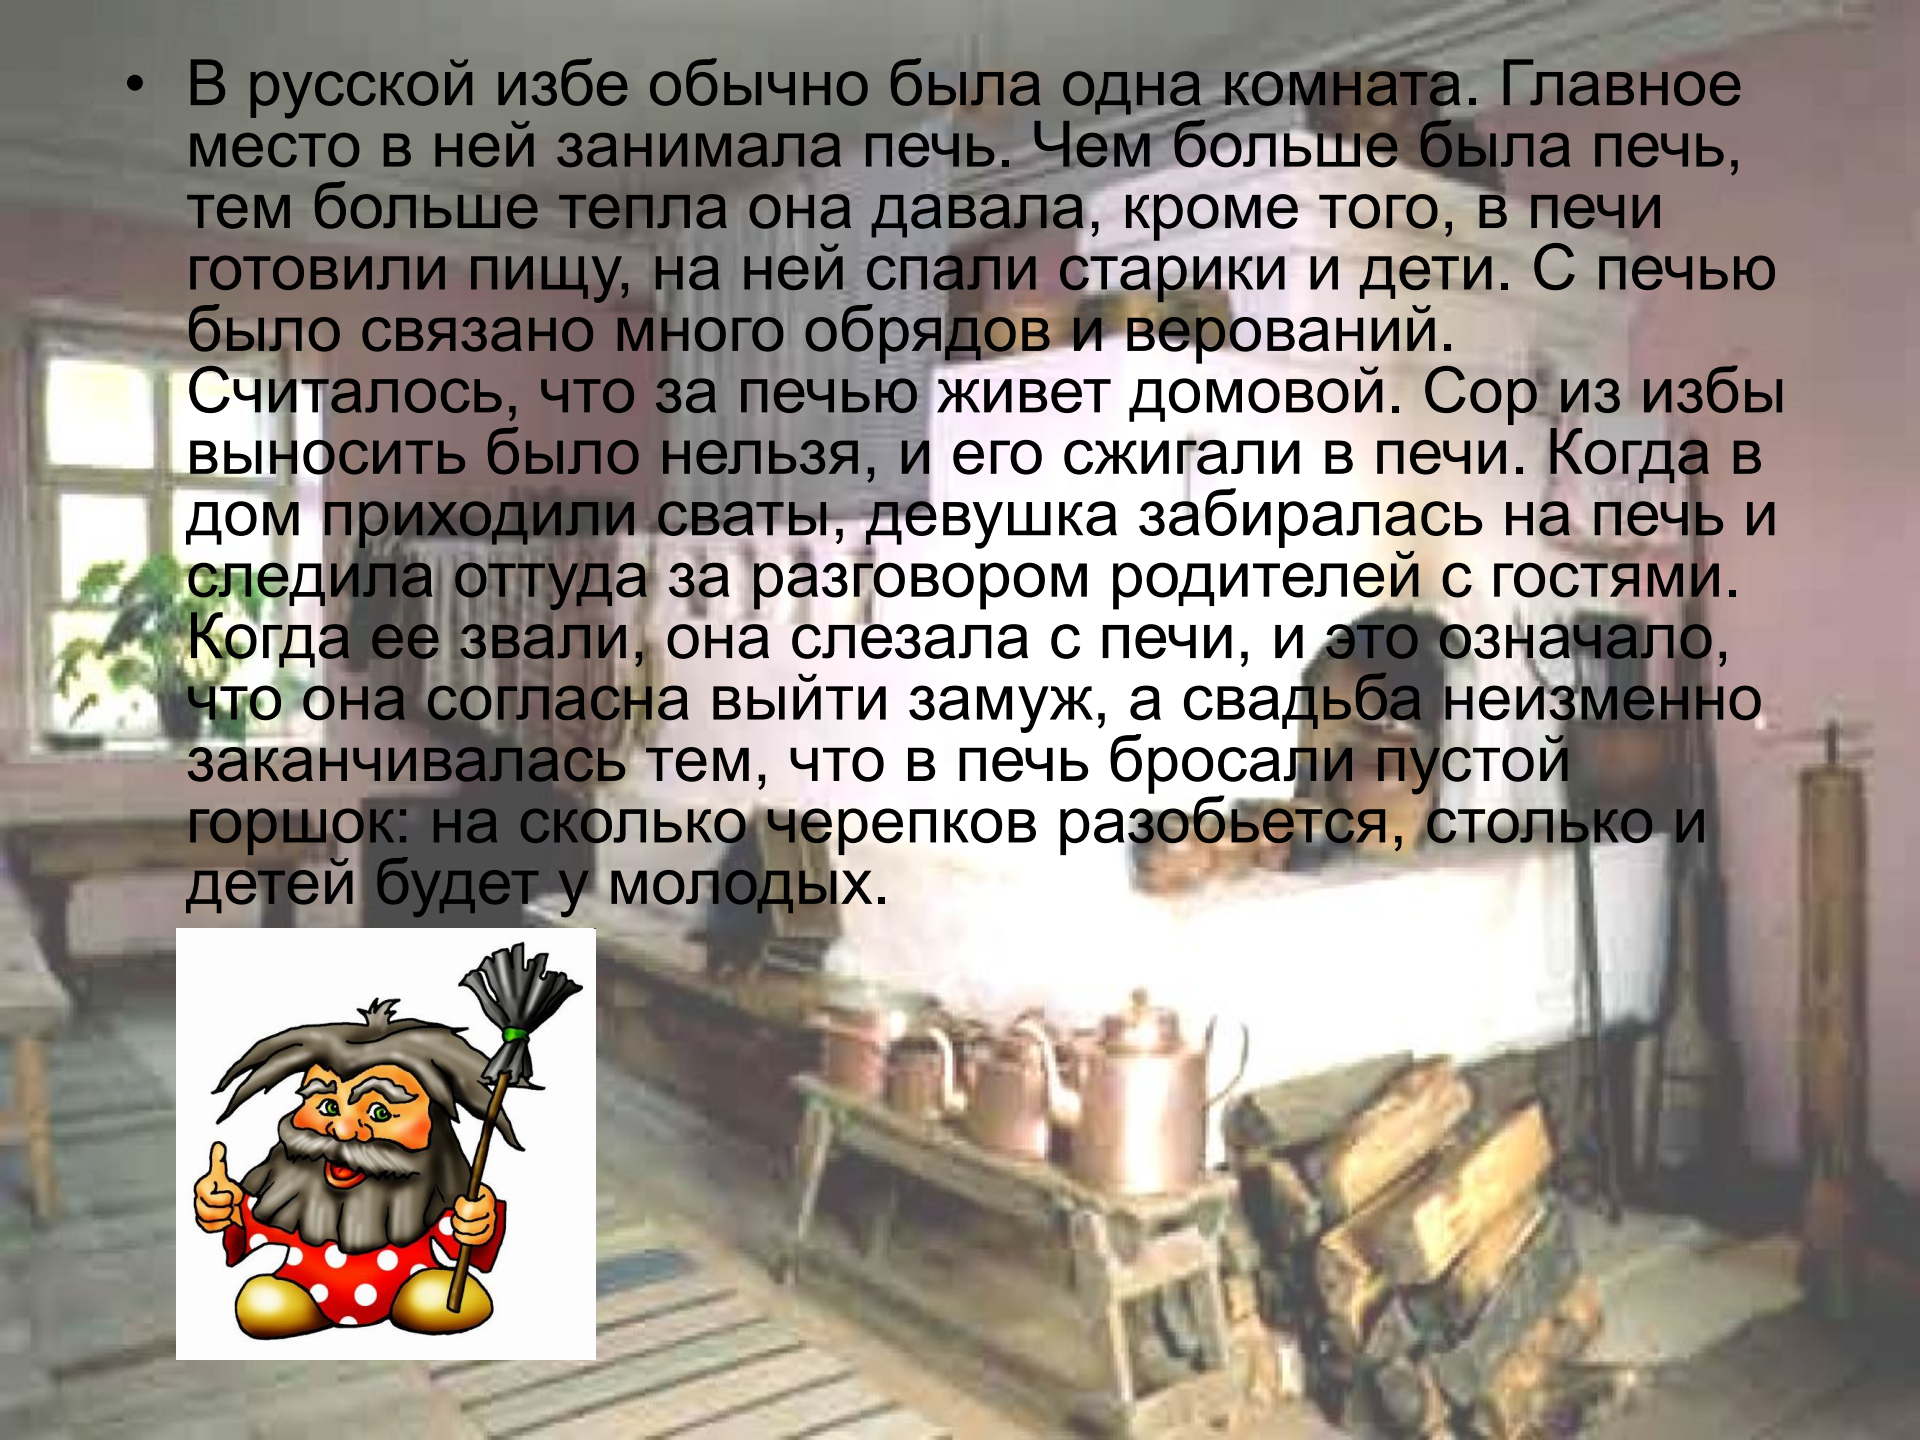 • В русской избе обычно была одна комната. Главное
место в ней занимала печь. Чем больше была печь,
тем больше тепла она давала, кроме того, в печи
готовили пищу, на ней спали старики и дети. С печью
было связано много обрядов и верований.
Считалось, что за печью живет домовой. Сор из избы
выносить было нельзя, и его сжигали в печи. Когда в
дом приходили сваты, девушка забиралась на печь и
следила оттуда за разговором родителей с гостями.
Когда ее звали, она слезала с печи, и это означало,
что она согласна выйти замуж, а свадьба неизменно
заканчивалась тем, что в печь бросали пустой
горшок: на сколько черепков разобьется, столько и
детей будет у молодых.